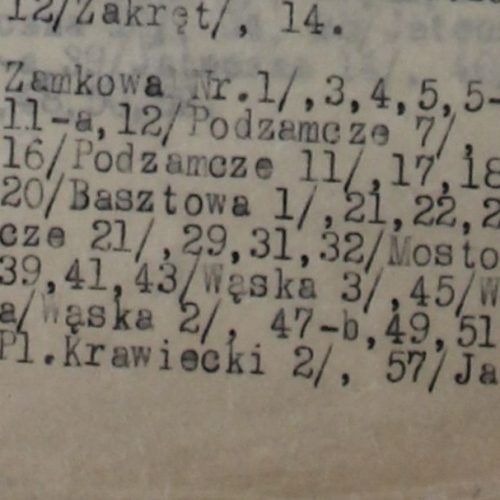 12/Zakręt/, 14.
Zamkowa Nr.1/,3,4,5,5-
11-a,12/Podzamcze 7/,
16/Podzamcze 11/,17,18
20/Basztowa 1/,21,22,2
cze 21/,29,31,32/Mosto
39,41,43/Wąska 3/,45/W
a/Wąska 2/, 47-b,49,51
Pl.Krawiecki 2/, 57/Ja